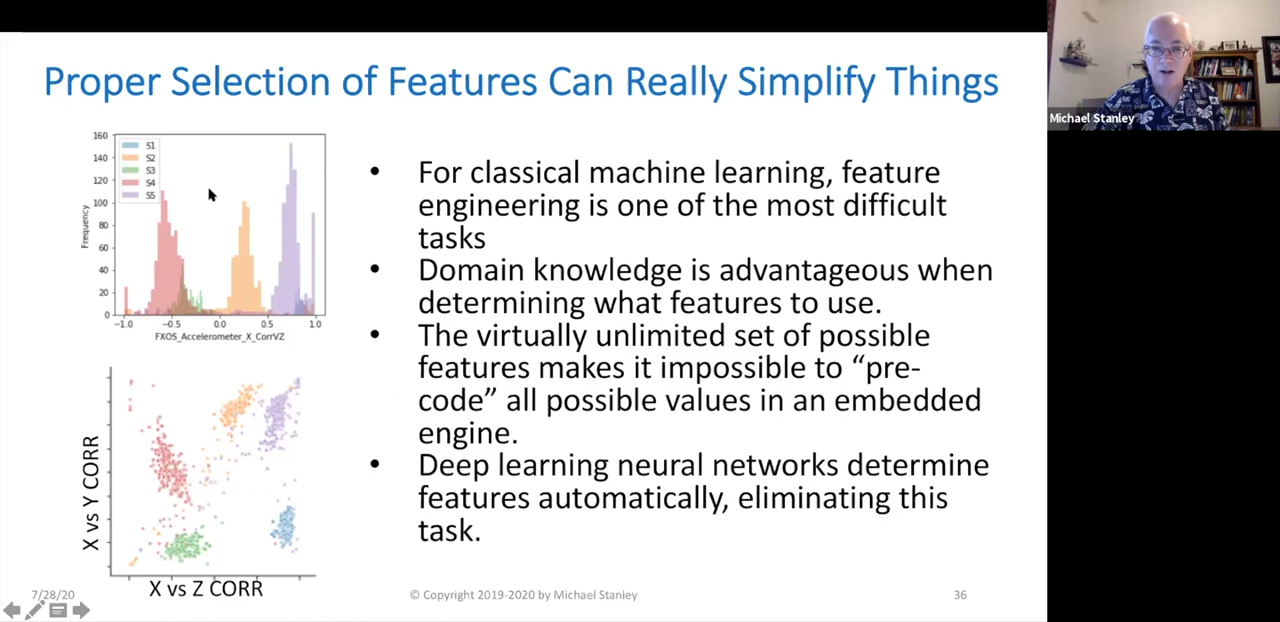 Proper Selection of Features Can Really Simplify Things
Michael Stanley
160
140
120
100
80
60
40
20
0
Frequency
S1
S2
S3
S4
S5
−1.0
−0.5
0.0
0.5
1.0
FXOS_Accelerometer_X_CorrVZ
X vs Y CORR
X vs Z CORR
• For classical machine learning, feature
engineering is one of the most difficult
tasks
• Domain knowledge is advantageous when
determining what features to use.
• The virtually unlimited set of possible
features makes it impossible to “pre-
code” all possible values in an embedded
engine.
• Deep learning neural networks determine
features automatically, eliminating this
task.
7/28/20
© Copyright 2019-2020 by Michael Stanley
36